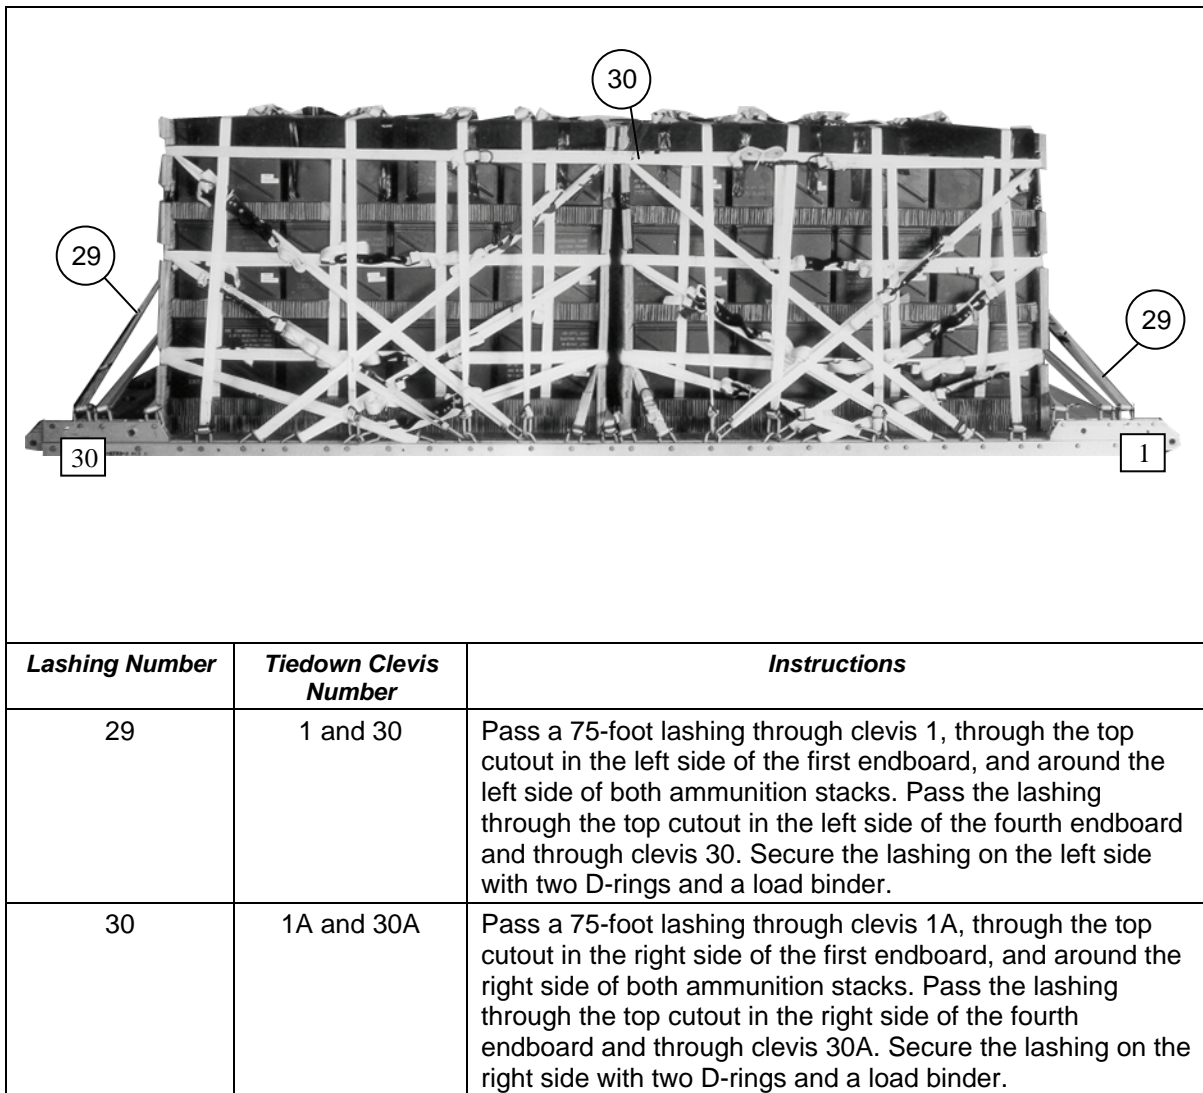 30
29
29
30
1
Lashing Number Tiedown Clevis Number Instructions
29 1 and 30 Pass a 75-foot lashing through clevis 1, through the top
cutout in the left side of the first endboard, and around the
left side of both ammunition stacks. Pass the lashing
through the top cutout in the left side of the fourth endboard
and through clevis 30. Secure the lashing on the left side
with two D-rings and a load binder.
30 1A and 30A Pass a 75-foot lashing through clevis 1A, through the top
cutout in the right side of the first endboard, and around the
right side of both ammunition stacks. Pass the lashing
through the top cutout in the right side of the fourth
endboard and through clevis 30A. Secure the lashing on the
right side with two D-rings and a load binder.